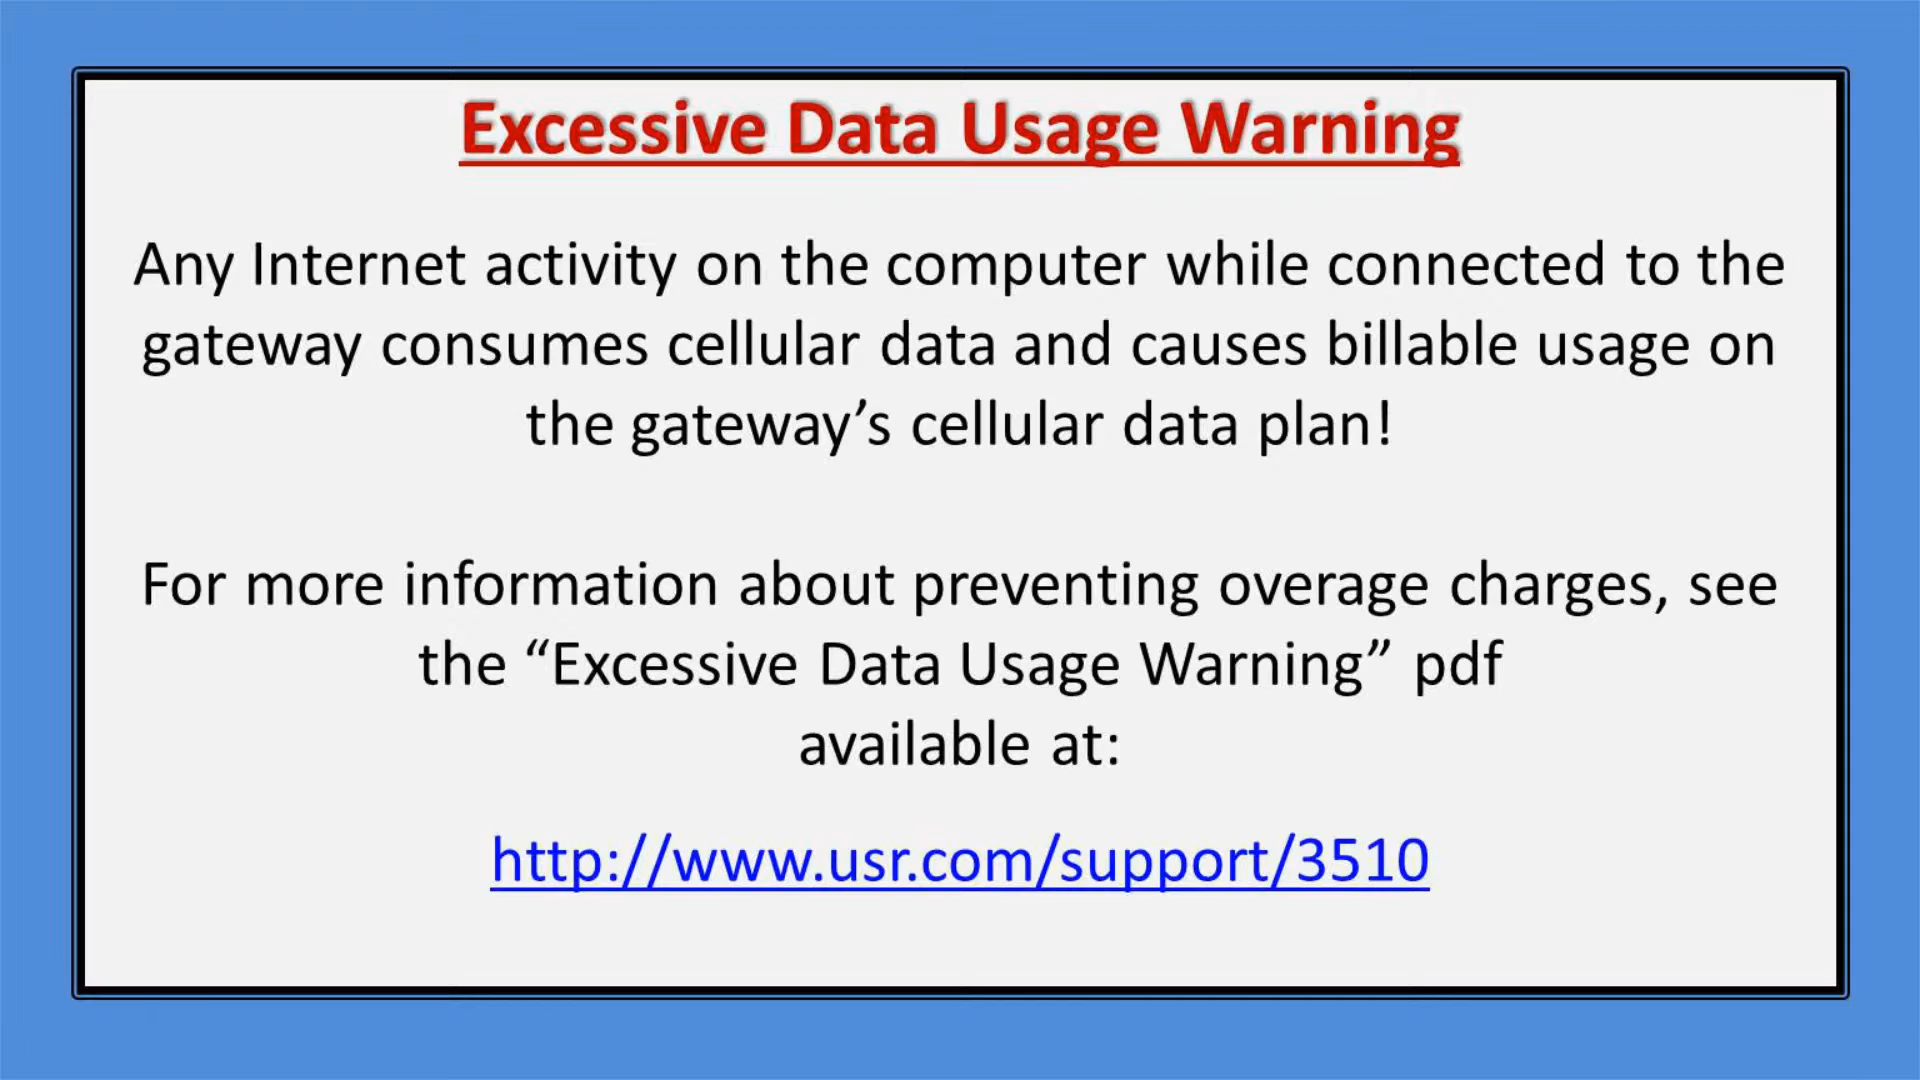 Excessive Data Usage Warning
Any Internet activity on the computer while connected to the
gateway consumes cellular data and causes billable usage on
the gateway’s cellular data plan!
For more information about preventing overage charges, see
the “Excessive Data Usage Warning” pdf
available at:
http://www.usr.com/support/3510